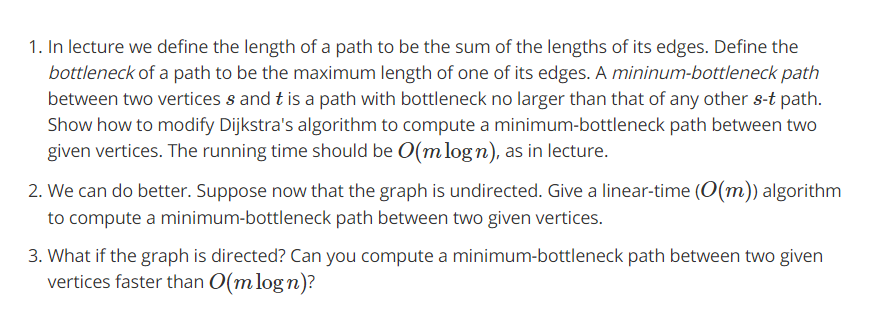 1. In lecture we define the length of a path to be the sum of the lengths of its edges. Define the
bottleneck of a path to be the maximum length of one of its edges. A mininum-bottleneck path
between two vertices s and t is a path with bottleneck no larger than that of any other s-t path.
Show how to modify Dijkstra's algorithm to compute a minimum-bottleneck path between two
given vertices. The running time should be O(m log n), as in lecture.
2. We can do better. Suppose now that the graph is undirected. Give a linear-time (O(m)) algorithm
to compute a minimum-bottleneck path between two given vertices.
3. What if the graph is directed? Can you compute a minimum-bottleneck path between two given
vertices faster than O(m log n)?